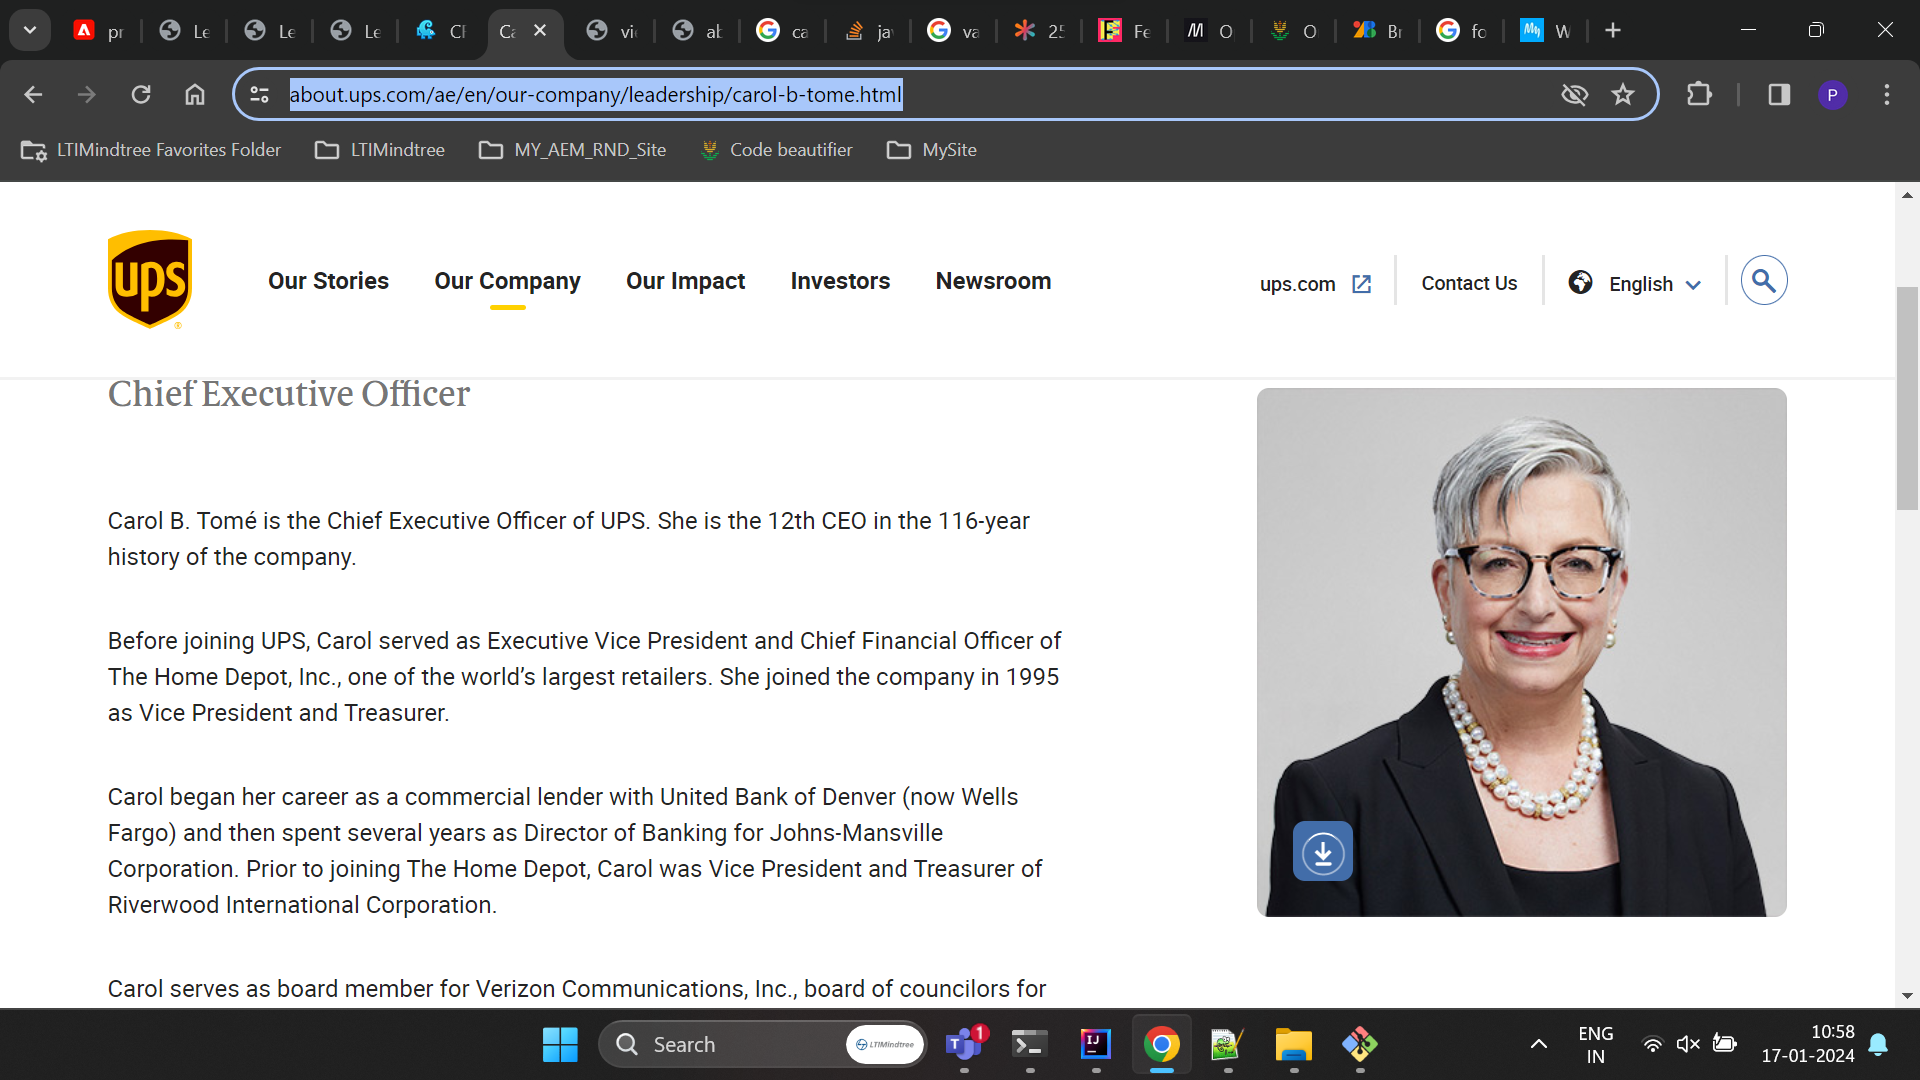 pr
Le
Le
Le
Cl
Ca
vi
ab
ca
ja
va
25
Fe
O
O
Br
fo
W
about.ups.com/ae/en/our-company/leadership/carol-b-tome.html
P
LTIMindtree Favorites Folder
LTIMindtree
MY_AEM_RND_Site
Code beautifier
MySite
ups
Our Stories
Our Company
Our Impact
Investors
Newsroom
ups.com
Contact Us
English
Chief Executive Officer
Carol B. Tomé is the Chief Executive Officer of UPS. She is the 12th CEO in the 116-year
history of the company.
Before joining UPS, Carol served as Executive Vice President and Chief Financial Officer of
The Home Depot, Inc., one of the world’s largest retailers. She joined the company in 1995
as Vice President and Treasurer.
Carol began her career as a commercial lender with United Bank of Denver (now Wells
Fargo) and then spent several years as Director of Banking for Johns-Mansville
Corporation. Prior to joining The Home Depot, Carol was Vice President and Treasurer of
Riverwood International Corporation.
Carol serves as board member for Verizon Communications, Inc., board of councilors for
Search
LTIMindtree
1
ENG
IN
10:58
17-01-2024